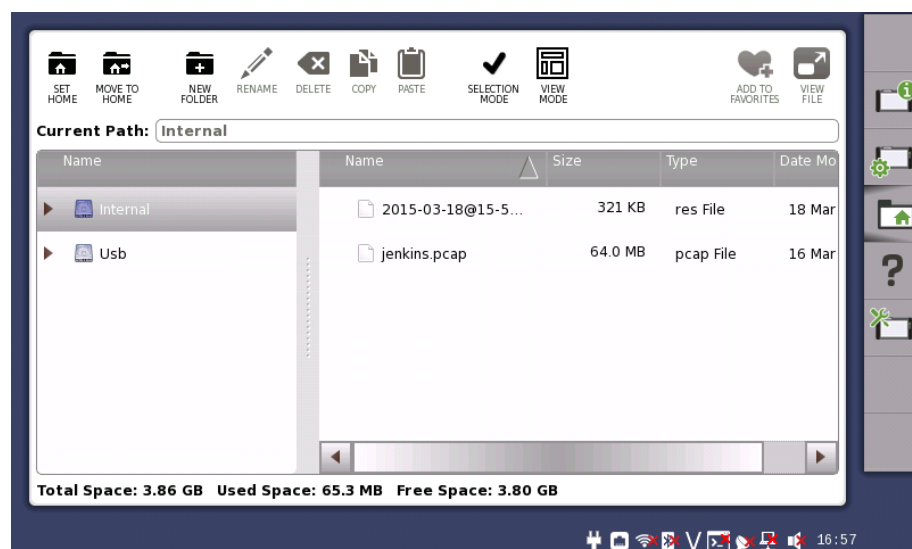 SET HOME
MOVE TO HOME
NEW FOLDER
RENAME
DELETE
COPY
PASTE
SELECTION MODE
VIEW MODE
ADD TO FAVORITES
VIEW FILE
Current Path: Internal
Name
Name Size Type Date Mo
Internal
2015-03-18@15-5... 321 KB res File 18 Mar
Usb
jenkins.pcap 64.0 MB pcap File 16 Mar
Total Space: 3.86 GB Used Space: 65.3 MB Free Space: 3.80 GB
16:57